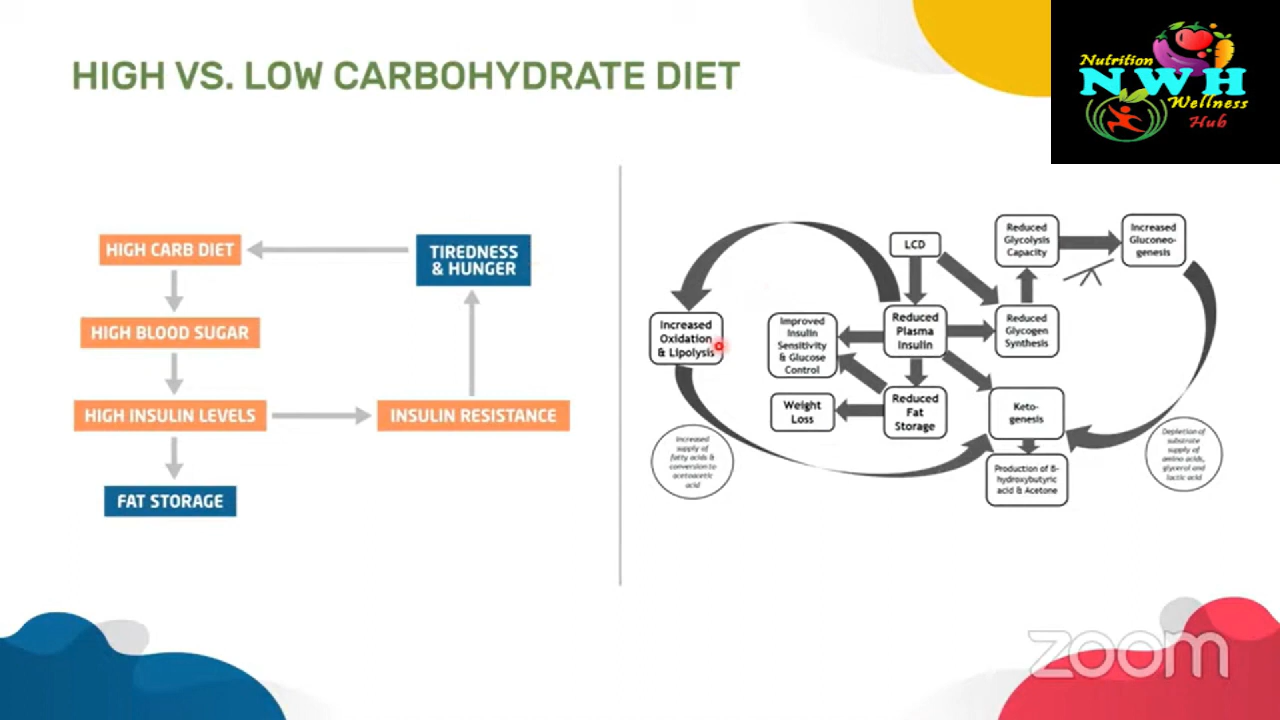 HIGH VS. LOW CARBOHYDRATE DIET
Nutrition
NWH
Wellness
Hub
HIGH CARB DIET
TIREDNESS
& HUNGER
HIGH BLOOD SUGAR
HIGH INSULIN LEVELS
INSULIN RESISTANCE
FAT STORAGE
LCD
Reduced
Glycolysis
Capacity
Increased
Gluconeo-
genesis
Increased
Oxidation
& Lipolysis
Improved
Insulin
Sensitivity
& Glucose
Control
Reduced
Plasma
Insulin
Reduced
Glycogen
Synthesis
Weight
Loss
Reduced
Fat
Storage
Keto-
genesis
Increased
supply of
fatty acids &
conversion to
acetoacetic
acid
Production of ß-
hydroxybutyric
acid & Acetone
Depletion of
substrate
supply of
amino acids,
glycerol and
lactic acid
zoom